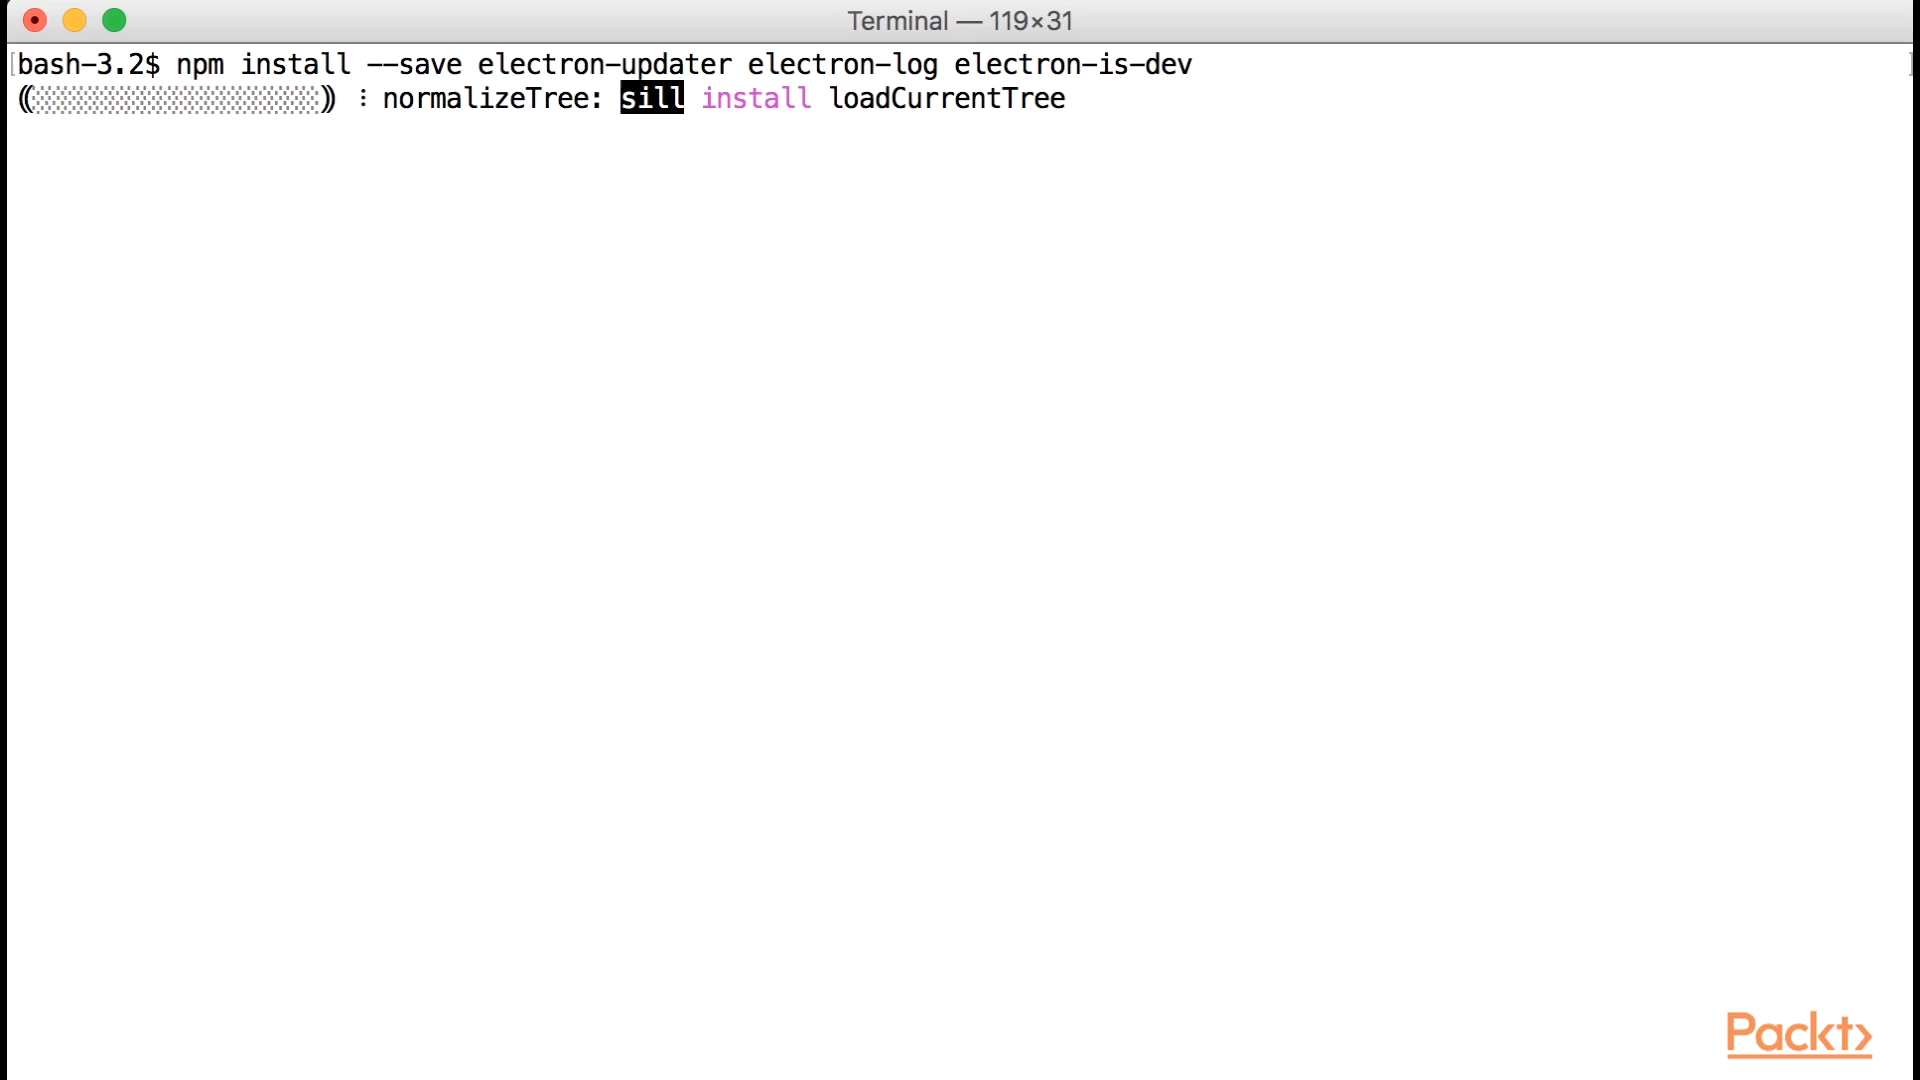 Terminal — 119×31
bash-3.2$ npm install --save electron-updater electron-log electron-is-dev
(░░░░░░░░░░░░░░░░░░) ⠸ normalizeTree: sill install loadCurrentTree
Packt>